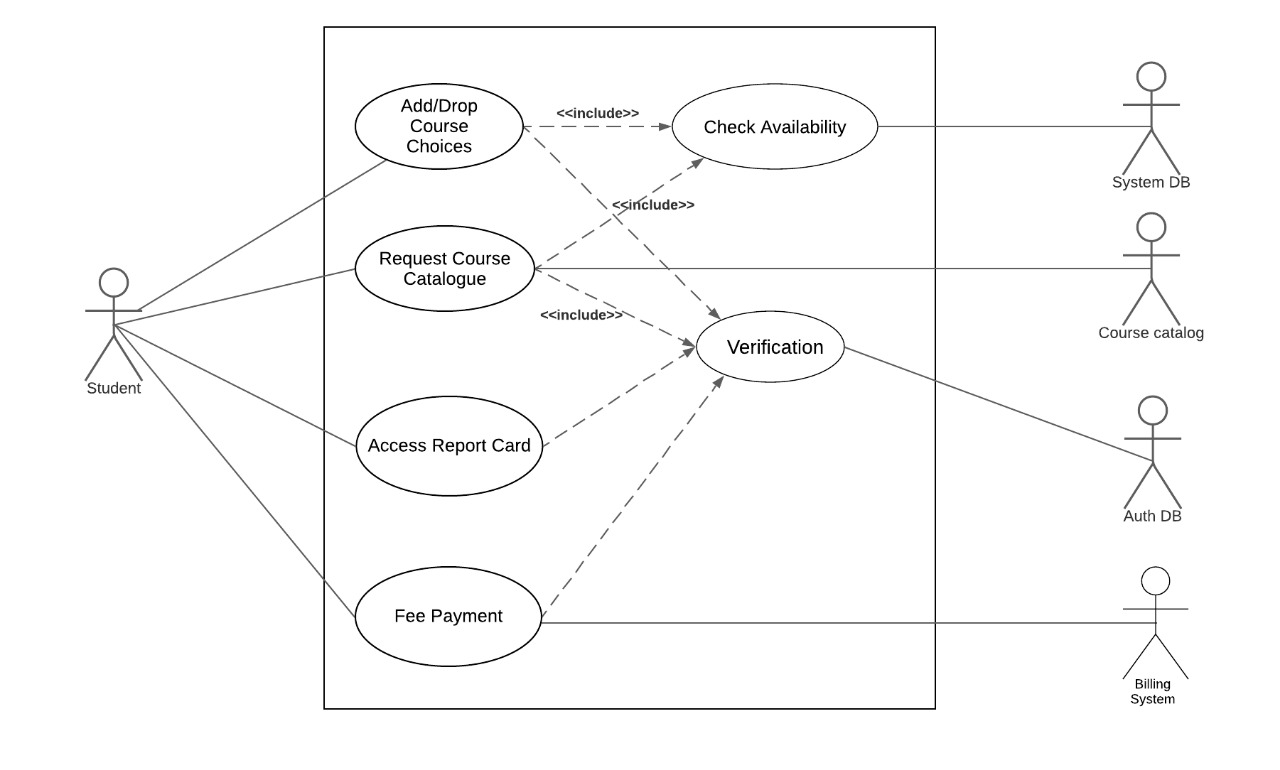 Add/Drop
Course
Choices
<<include>>
Check Availability
System DB
<<include>>
Request Course
Catalogue
Course catalog
<<include>>
Verification
Student
Access Report Card
Auth DB
Fee Payment
Billing
System